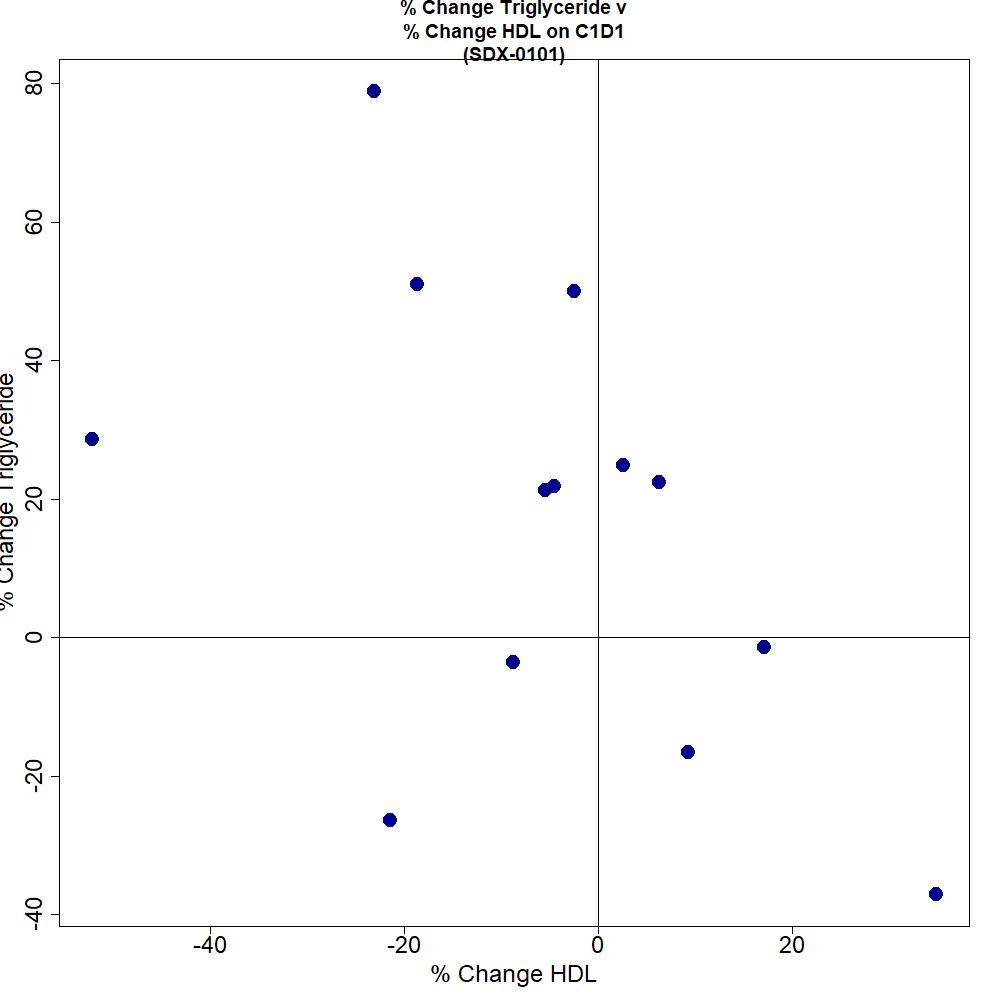 % Change Triglyceride v
% Change HDL on C1D1
(SDX-0101)
80
60
40
20
0
-20
-40
% Change Triglyceride
-40
-20
0
20
% Change HDL